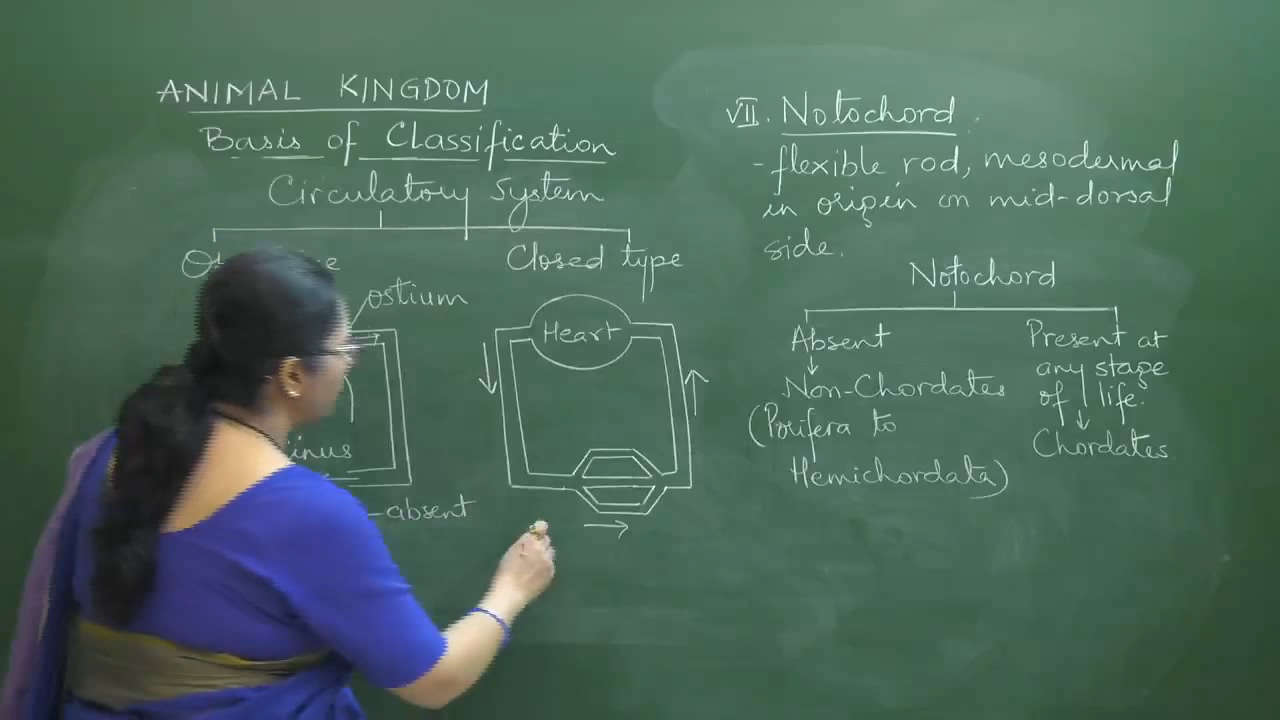 ANIMAL KINGDOM
Basis of Classification
Circulatory System
Closed type
ostium
Heart
-absent
VII. Notochord
- flexible rod, mesodermal
in origin on mid-dorsal
side.
Notochord
Absent
Non-Chordates
(Porifera to
Hemichordata)
Present at
any stage
of life.
Chordates